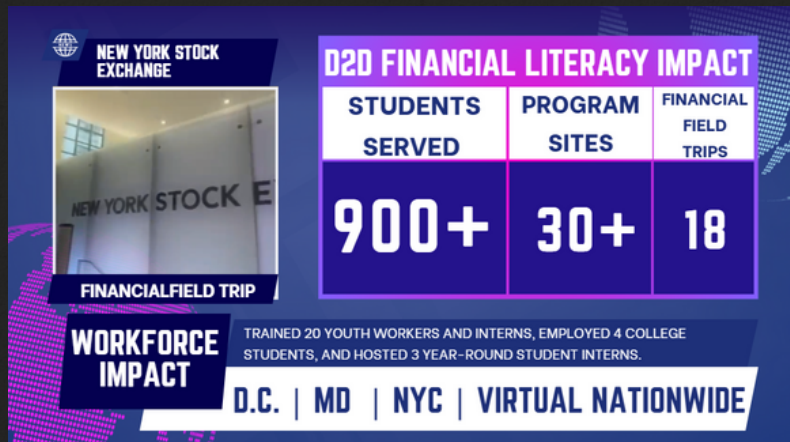 NEW YORK STOCK
EXCHANGE
NEW YORK STOCK E
FINANCIALFIELD TRIP
D2D FINANCIAL LITERACY IMPACT
STUDENTS
SERVED
PROGRAM
SITES
FINANCIAL
FIELD
TRIPS
900+
30+
18
WORKFORCE
IMPACT
TRAINED 20 YOUTH WORKERS AND INTERNS, EMPLOYED 4 COLLEGE
STUDENTS, AND HOSTED 3 YEAR-ROUND STUDENT INTERNS.
D.C. | MD | NYC | VIRTUAL NATIONWIDE